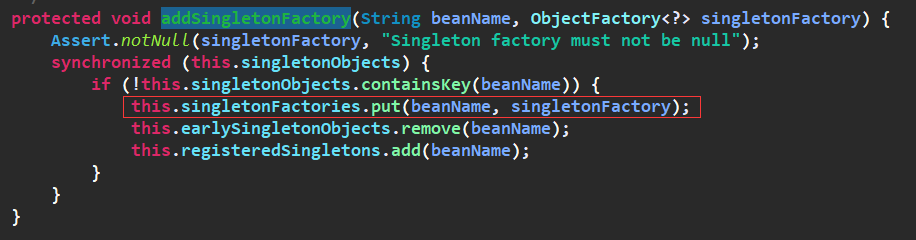 protected void addSingletonFactory(String beanName, ObjectFactory<?> singletonFactory) {
    Assert.notNull(singletonFactory, "Singleton factory must not be null");
    synchronized (this.singletonObjects) {
        if (!this.singletonObjects.containsKey(beanName)) {
            this.singletonFactories.put(beanName, singletonFactory);
            this.earlySingletonObjects.remove(beanName);
            this.registeredSingletons.add(beanName);
        }
    }
}